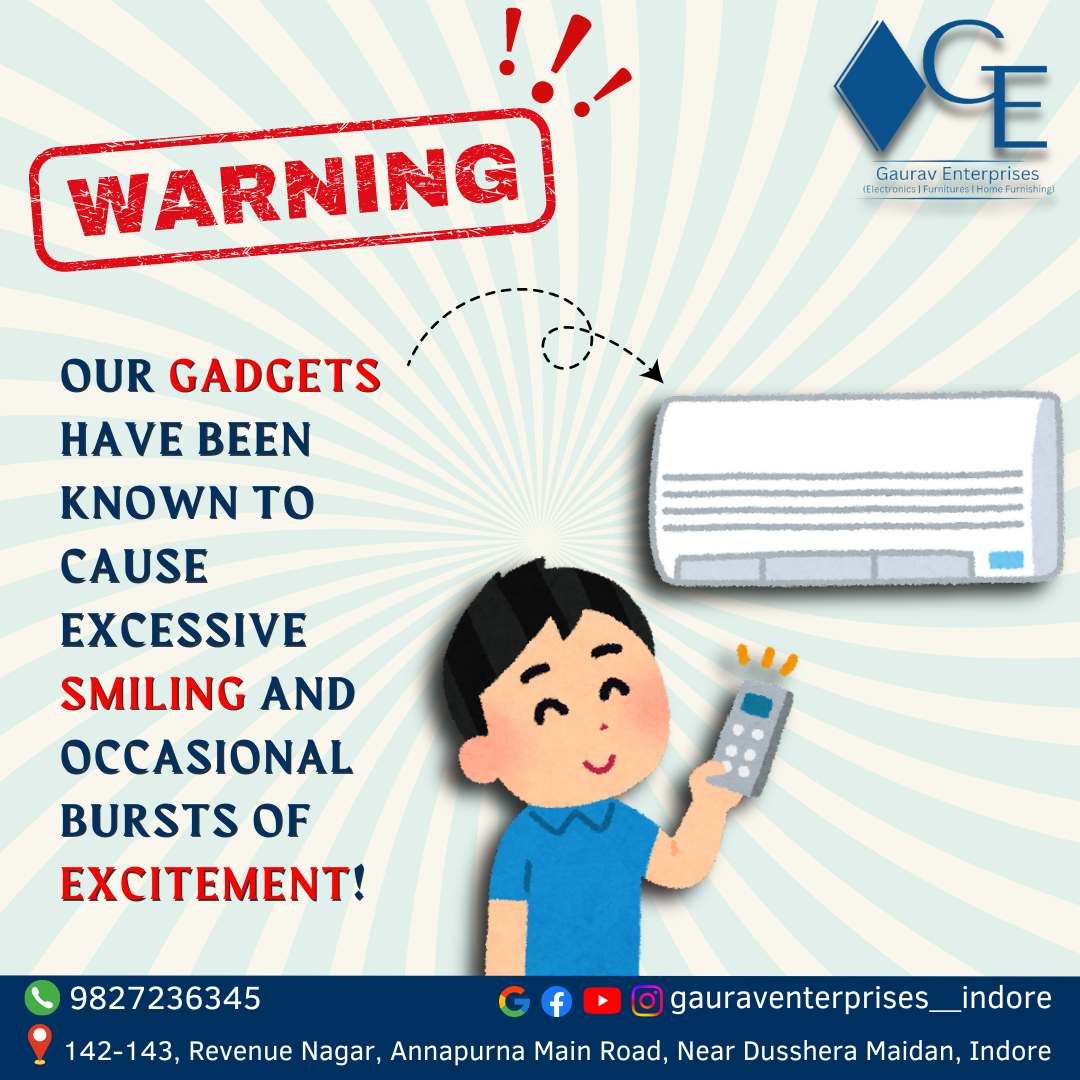 WARNING
!!!
GE
Gaurav Enterprises
(Electronics | Furnitures | Home Furnishing)
OUR GADGETS
HAVE BEEN
KNOWN TO
CAUSE
EXCESSIVE
SMILING AND
OCCASIONAL
BURSTS OF
EXCITEMENT!
9827236345
gauraventerprises__indore
142-143, Revenue Nagar, Annapurna Main Road, Near Dusshera Maidan, Indore